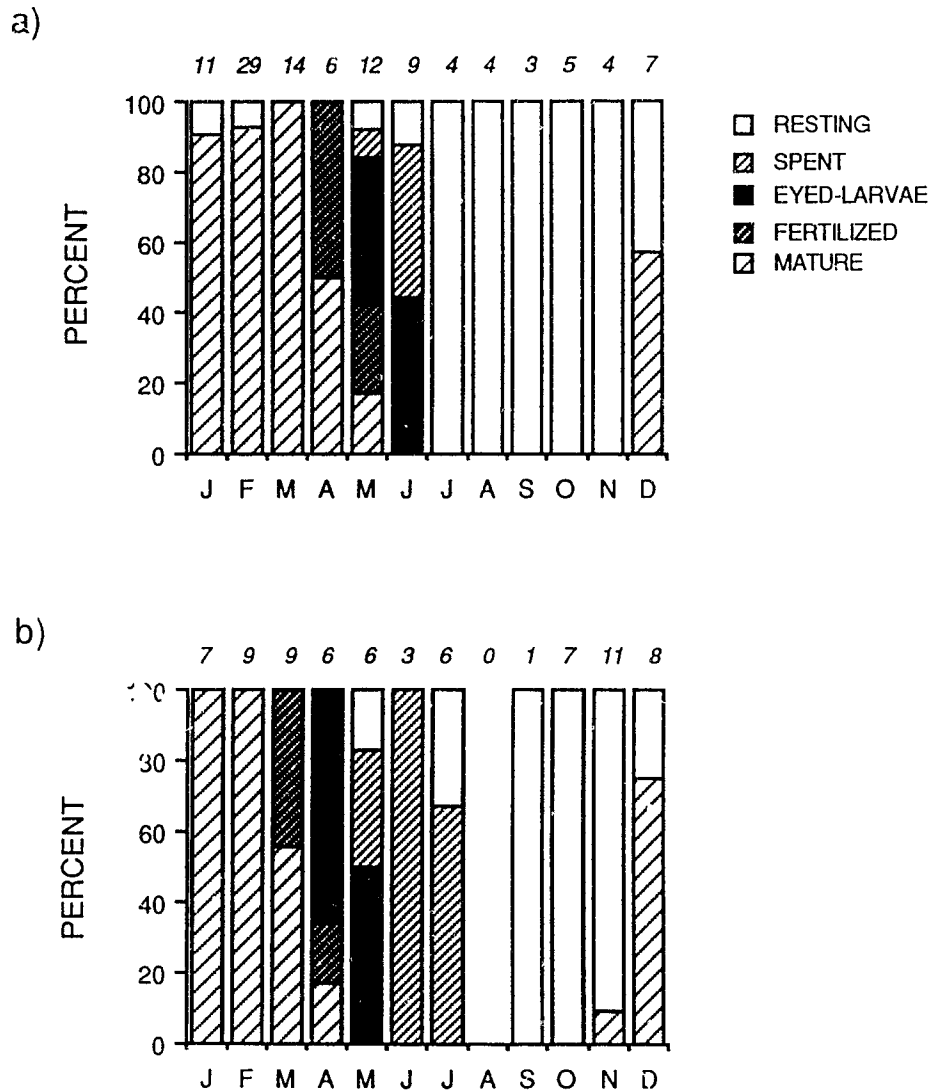 a)
11 29 14 6 12 9 4 4 3 5 4 7
100
80
60
40
20
0
PERCENT
J F M A M J J A S O N D
RESTING
SPENT
EYED-LARVAE
FERTILIZED
MATURE
b)
7 9 9 6 6 3 6 0 1 7 11 8
60
40
20
0
PERCENT
J F M A M J J A S O N D